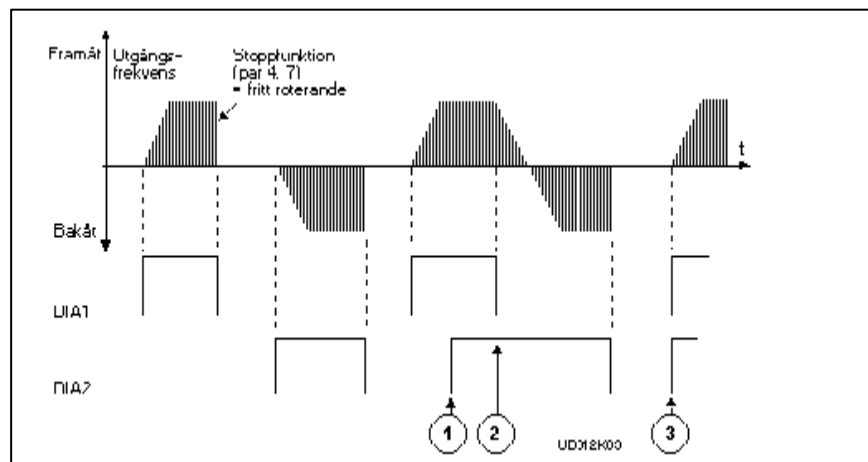 Framåt
Utgångs-
frekvens
Stoppfunktion
(par 4. 7)
= fritt roterande
t
Bakåt
DIA1
DIA2
1
2
3
UD012K00